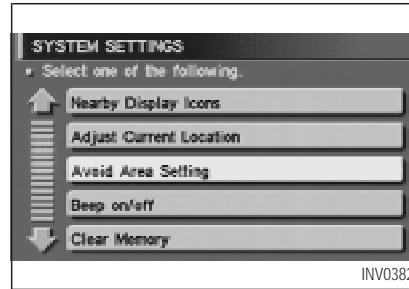 SYSTEM SETTINGS
Select one of the following.
Nearby Display Icons
Adjust Current Location
Avoid Area Setting
Beep on/off
Clear Memory
INV0382